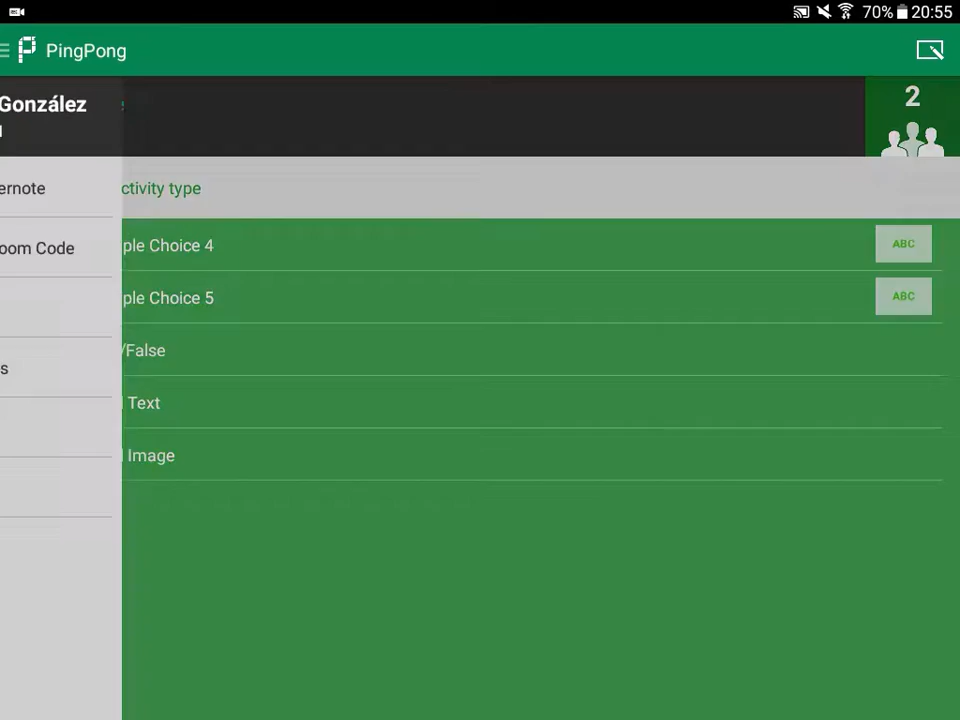 70% 20:55
PingPong
González
2
ernote
ctivity type
oom Code
ple Choice 4
ABC
ple Choice 5
ABC
/False
s
Text
Image